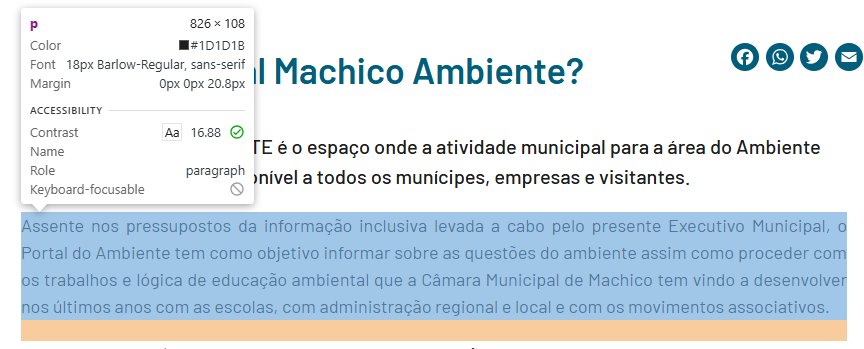 p 826 × 108
Color #1D1D1B
Font 18px Barlow-Regular, sans-serif
Margin 0px 0px 20.8px
ACCESSIBILITY
Contrast Aa 16.88
Name
Role paragraph
Keyboard-focusable
al Machico Ambiente?
TE é o espaço onde a atividade municipal para a área do Ambiente
onível a todos os munícipes, empresas e visitantes.
Assente nos pressupostos da informação inclusiva levada a cabo pelo presente Executivo Municipal, o
Portal do Ambiente tem como objetivo informar sobre as questões do ambiente assim como proceder com
os trabalhos e lógica de educação ambiental que a Câmara Municipal de Machico tem vindo a desenvolver
nos últimos anos com as escolas, com administração regional e local e com os movimentos associativos.